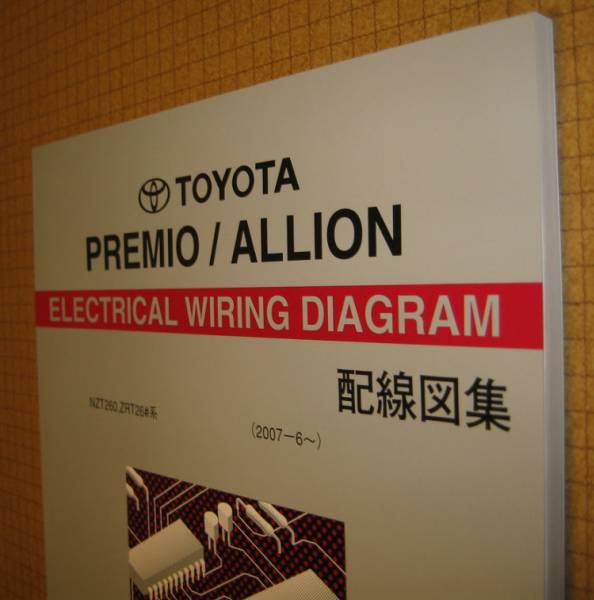 TOYOTA
PREMIO / ALLION
ELECTRICAL WIRING DIAGRAM
配線図集
NZT260,ZRT26#系
(2007－6～)